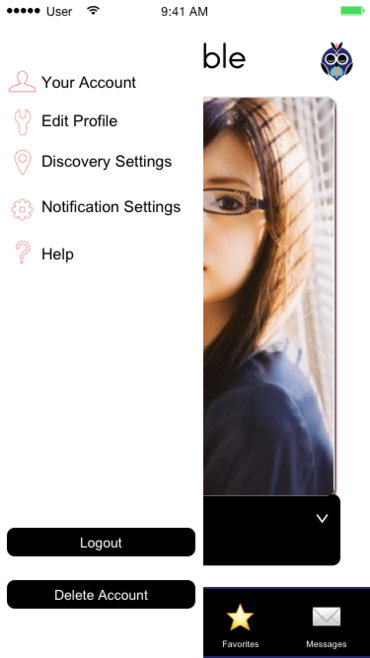 User
9:41 AM
ble
Your Account
Edit Profile
Discovery Settings
Notification Settings
Help
Logout
Delete Account
Favorites
Messages